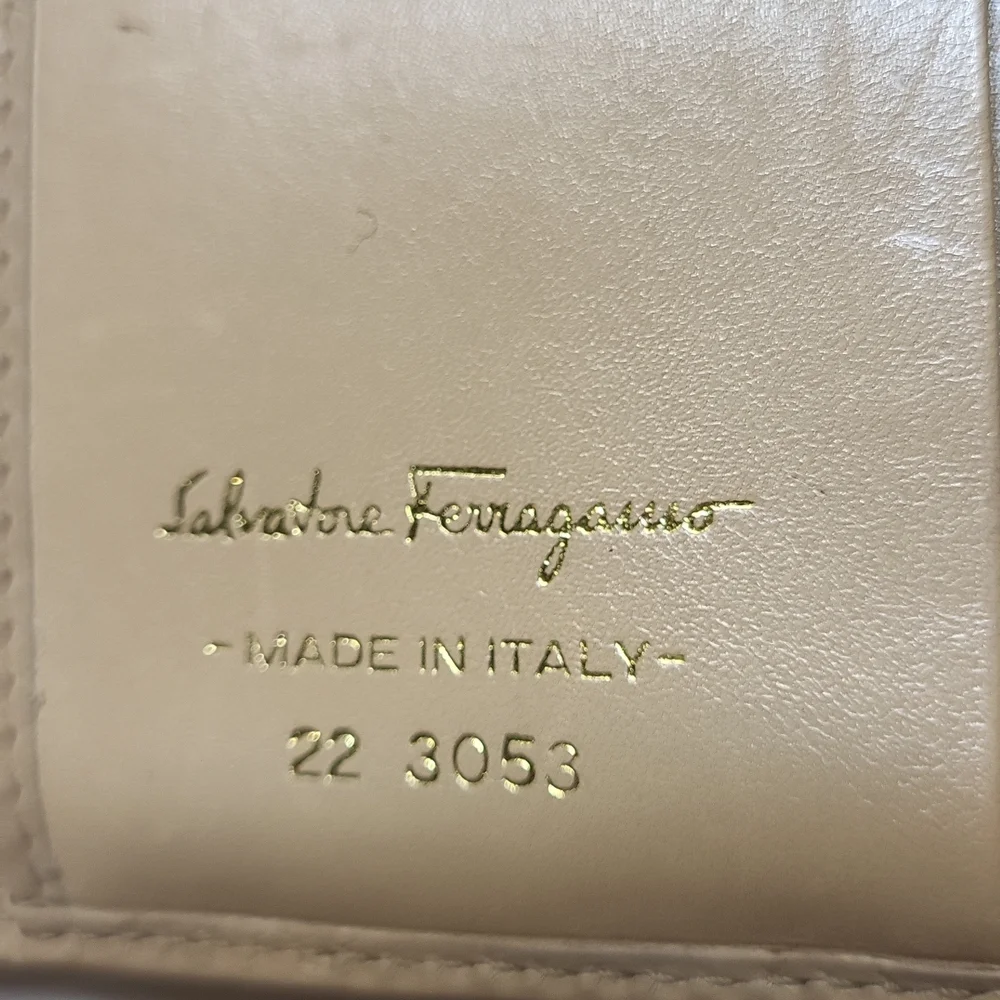 Salvatore Ferragamo
-MADE IN ITALY-
22 3053